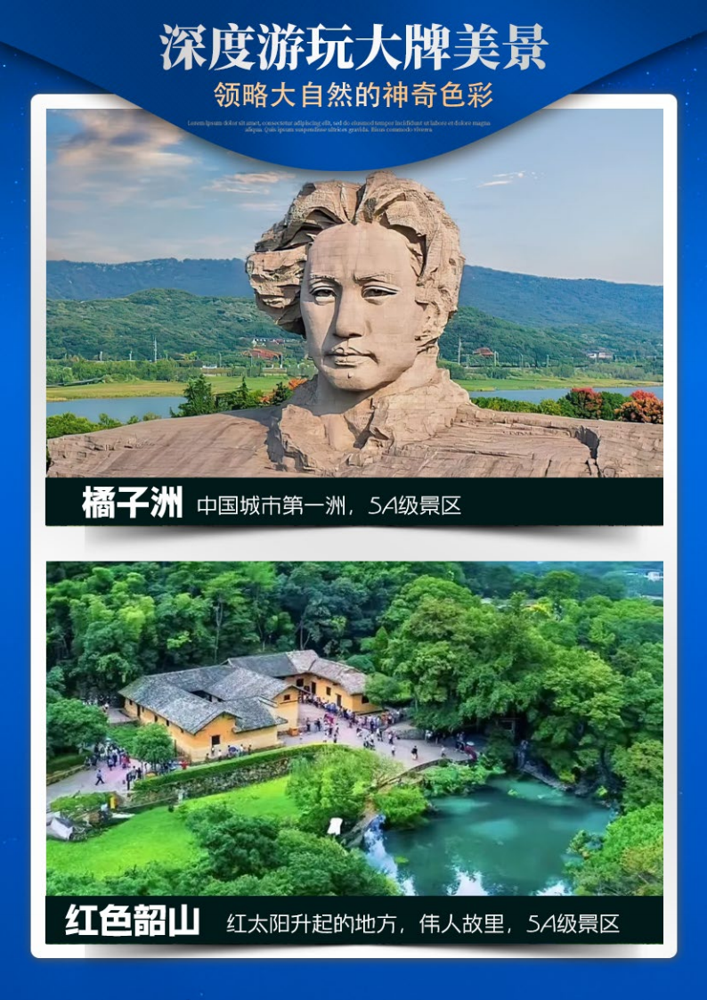 深度游玩大牌美景
领略大自然的神奇色彩
Lorem ipsum dolor sit amet, consectetur adipiscing elit, sed do eiusmod tempor incididunt ut labore et dolore magna
aliqua. Quis ipsum suspendisse ultrices gravida. Risus commodo viverra
橘子洲 中国城市第一洲，5A级景区
红色韶山 红太阳升起的地方，伟人故里，5A级景区